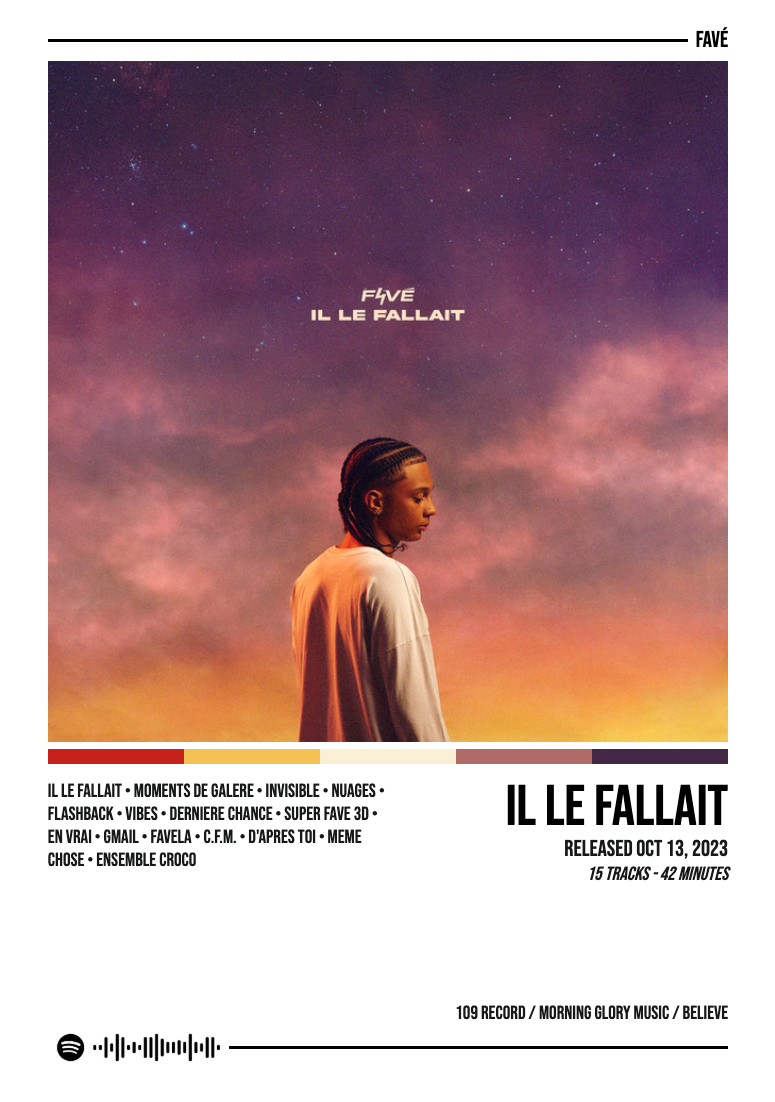 FAVÉ
F4VÉ
IL LE FALLAIT
IL LE FALLAIT • MOMENTS DE GALERE • INVISIBLE • NUAGES •
FLASHBACK • VIBES • DERNIERE CHANCE • SUPER FAVE 3D •
EN VRAI • GMAIL • FAVELA • C.F.M. • D'APRES TOI • MEME
CHOSE • ENSEMBLE CROCO
IL LE FALLAIT
RELEASED OCT 13, 2023
15 TRACKS - 42 MINUTES
109 RECORD / MORNING GLORY MUSIC / BELIEVE